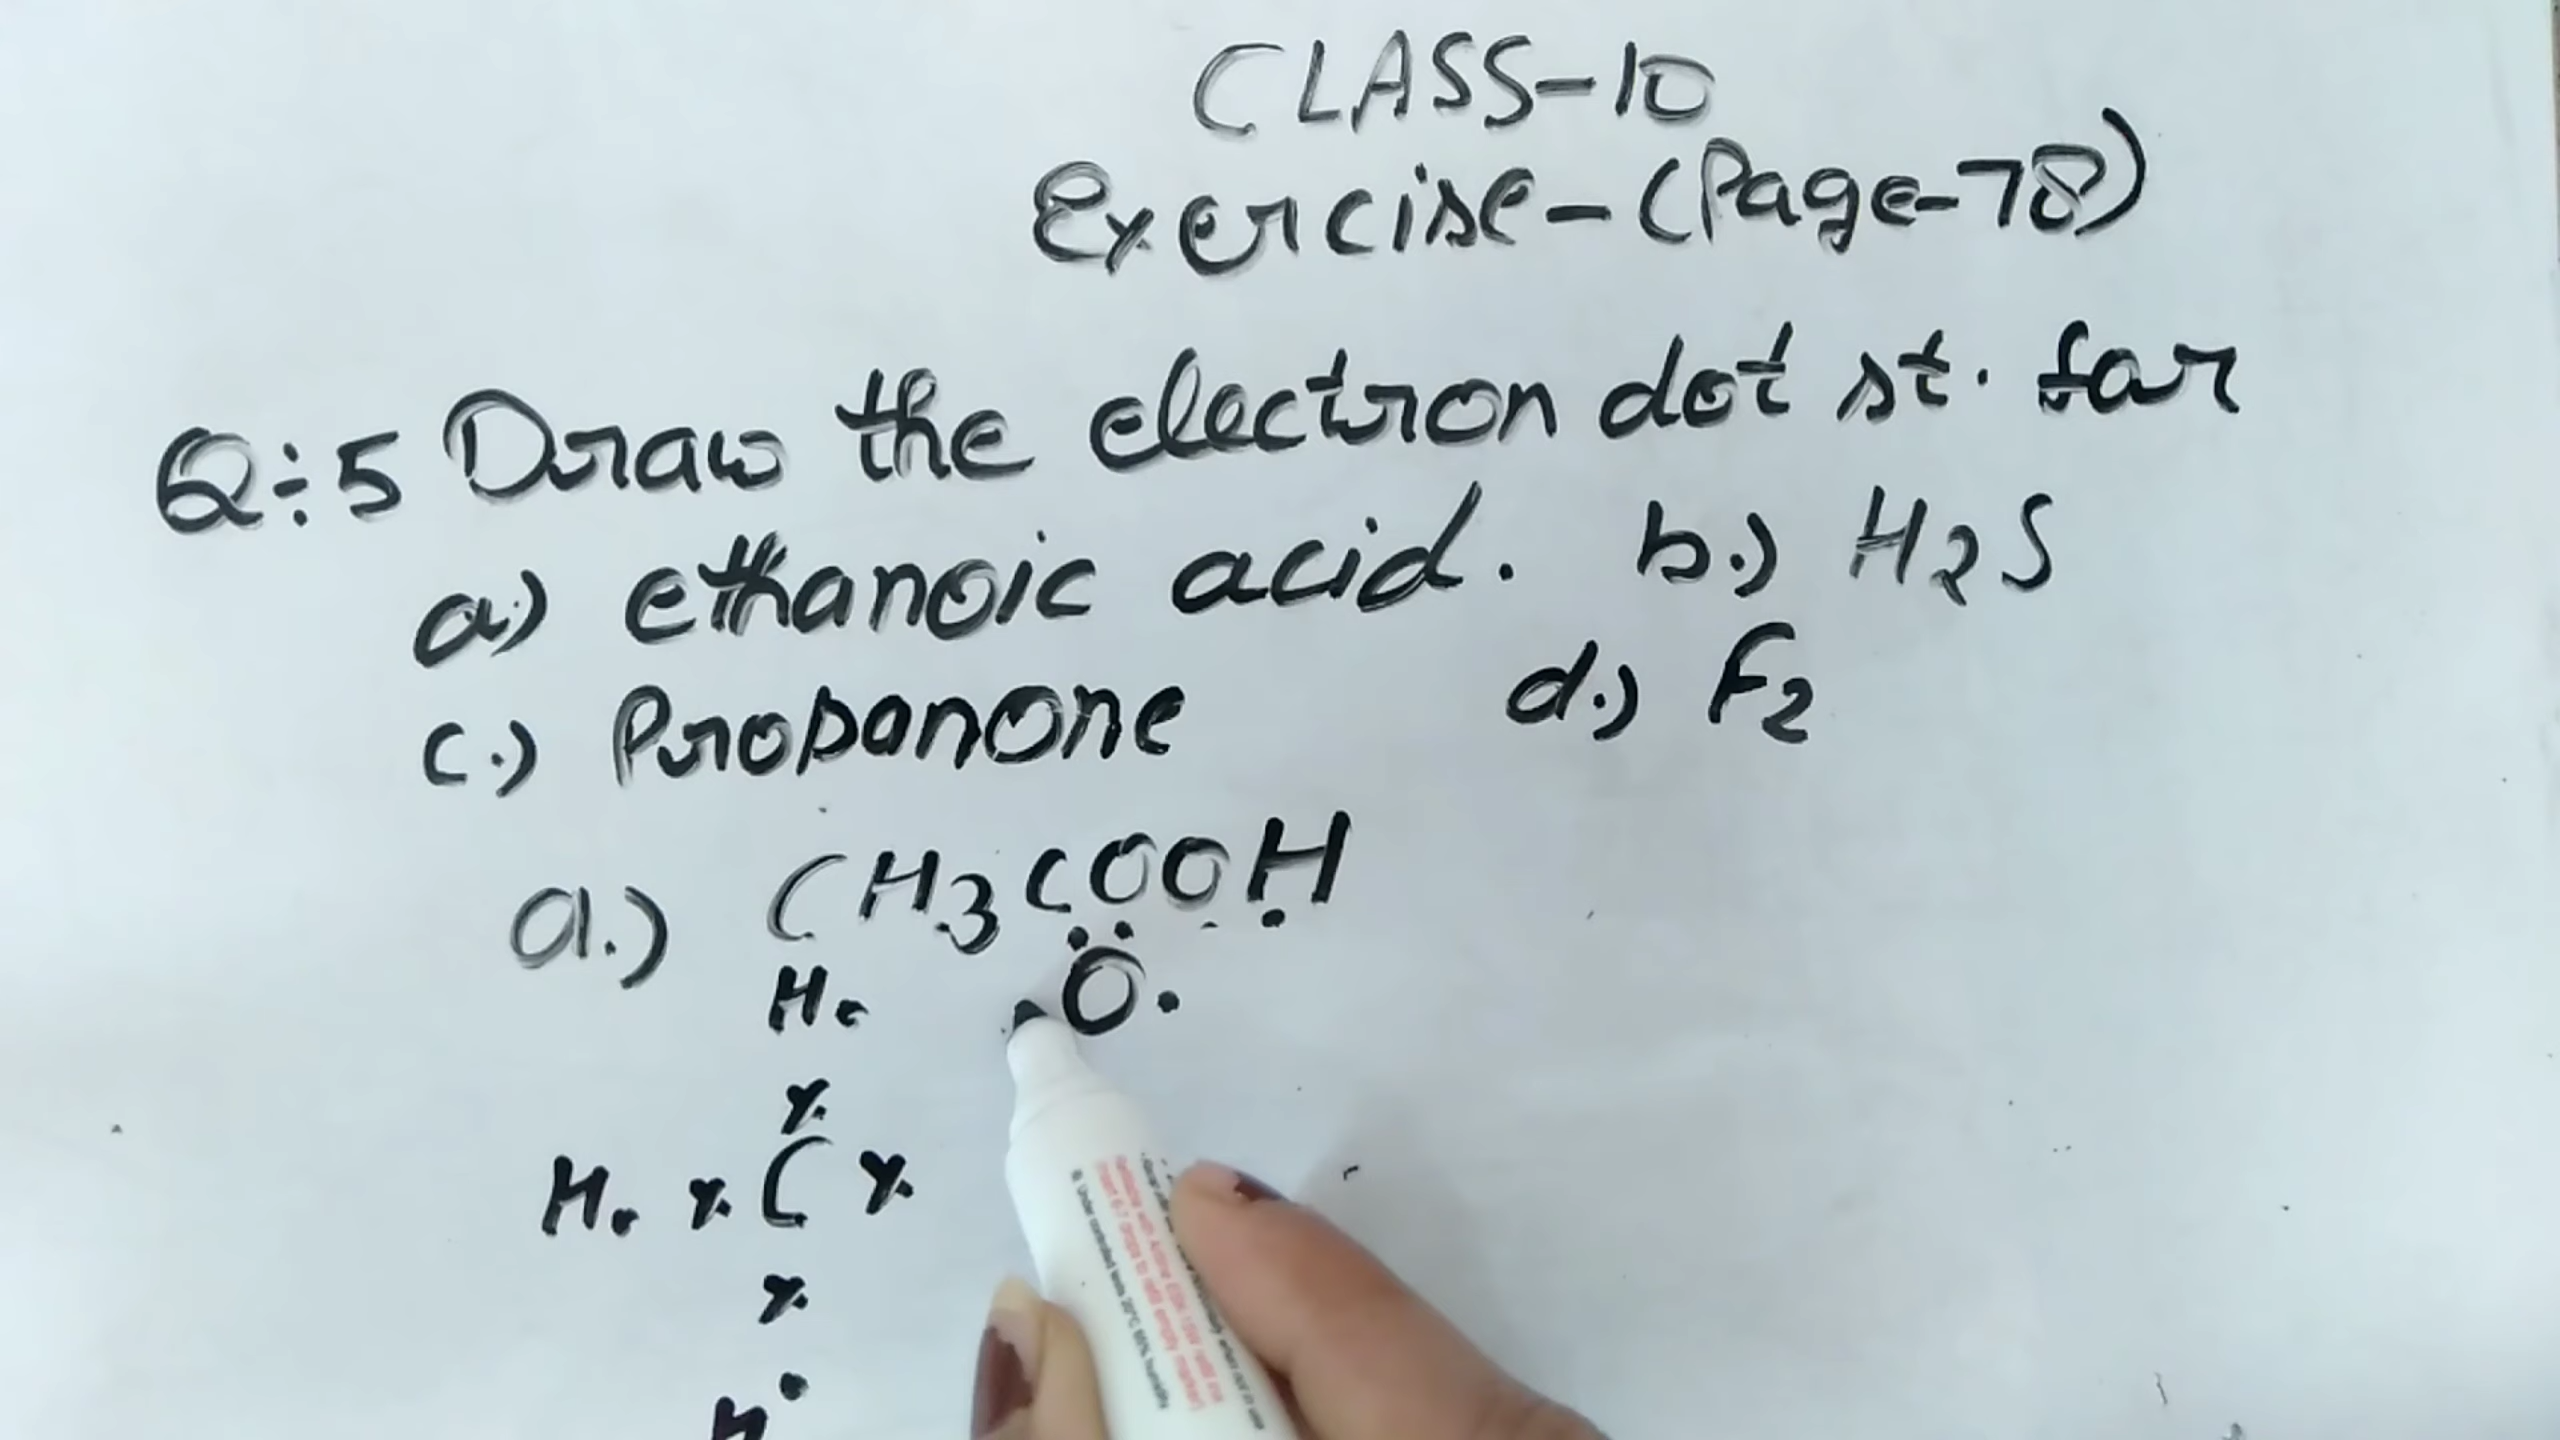 CLASS-10
Exercise-(Page-78)
Q÷5 Draw the electron dot st. for
a.) ethanoic acid. b.) H2S
c.) Propanone d.) F2
a.) CH3COOH
H. O
x
H. x C x
x
H